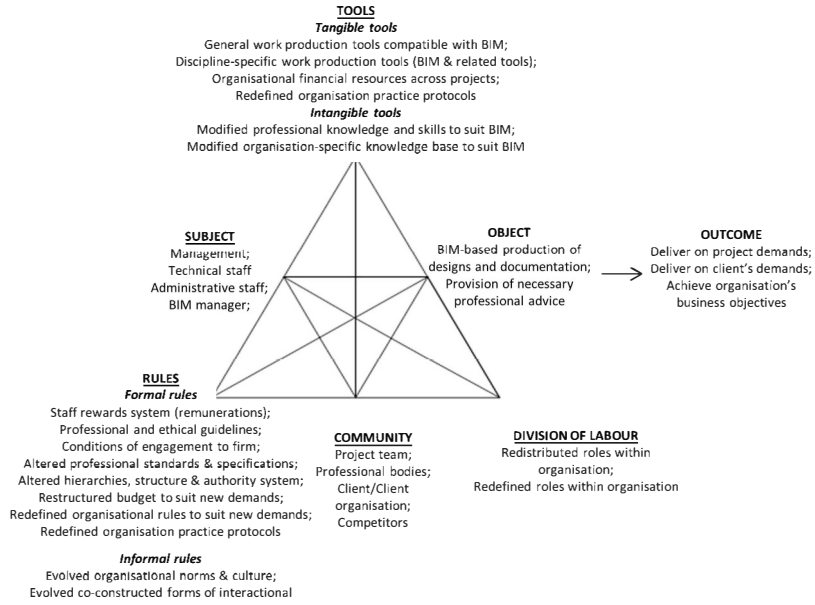 TOOLS
Tangible tools
General work production tools compatible with BIM;
Discipline-specific work production tools (BIM & related tools);
Organisational financial resources across projects;
Redefined organisation practice protocols
Intangible tools
Modified professional knowledge and skills to suit BIM;
Modified organisation-specific knowledge base to suit BIM
SUBJECT
Management;
Technical staff
Administrative staff;
BIM manager;
OBJECT
BIM-based production of
designs and documentation;
Provision of necessary
professional advice
OUTCOME
Deliver on project demands;
Deliver on client's demands;
Achieve organisation's
business objectives
RULES
Formal rules
Staff rewards system (remunerations);
Professional and ethical guidelines;
Conditions of engagement to firm;
Altered professional standards & specifications;
Altered hierarchies, structure & authority system;
Restructured budget to suit new demands;
Redefined organisational rules to suit new demands;
Redefined organisation practice protocols
Informal rules
Evolved organisational norms & culture;
Evolved co-constructed forms of interactional
COMMUNITY
Project team;
Professional bodies;
Client/Client
organisation;
Competitors
DIVISION OF LABOUR
Redistributed roles within
organisation;
Redefined roles within organisation